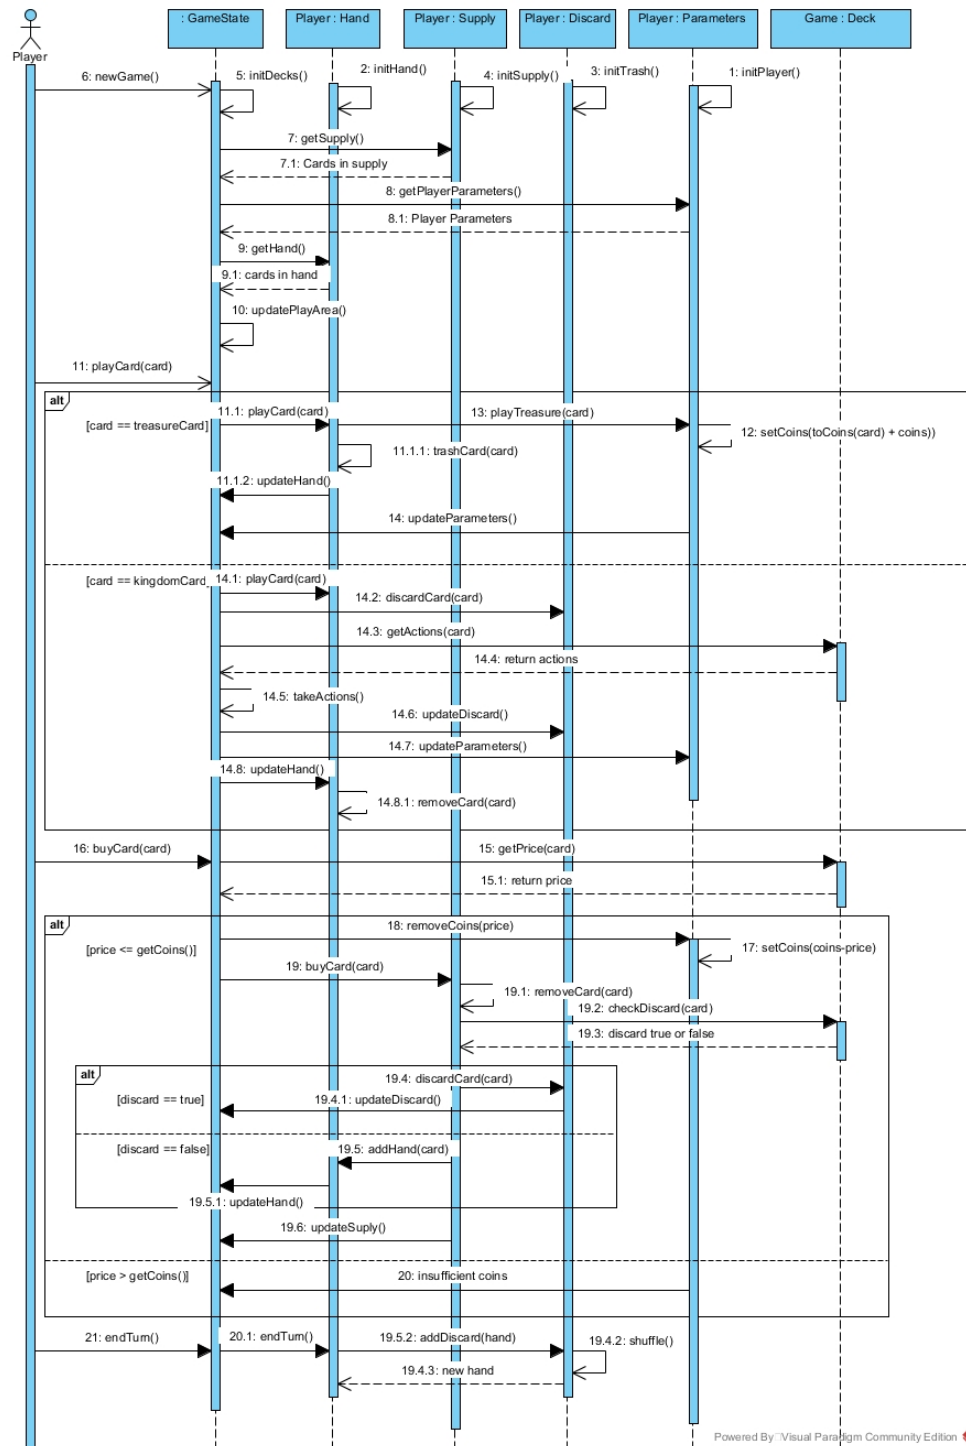 : GameState
Player : Hand
Player : Supply
Player : Discard
Player : Parameters
Game : Deck
Player
6: newGame()
5: initDecks()
2: initHand()
4: initSupply()
3: initTrash()
1: initPlayer()
7: getSupply()
7.1: Cards in supply
8: getPlayerParameters()
8.1: Player Parameters
9: getHand()
9.1: cards in hand
10: updatePlayArea()
11: playCard(card)
alt
[card == treasureCard]
11.1: playCard(card)
13: playTreasure(card)
12: setCoins(toCoins(card) + coins))
11.1.1: trashCard(card)
11.1.2: updateHand()
14: updateParameters()
[card == kingdomCard
14.1: playCard(card)
14.2: discardCard(card)
14.3: getActions(card)
14.4: return actions
14.5: takeActions()
14.6: updateDiscard()
14.7: updateParameters()
14.8: updateHand()
14.8.1: removeCard(card)
16: buyCard(card)
15: getPrice(card)
15.1: return price
alt
[price <= getCoins()]
18: removeCoins(price)
17: setCoins(coins-price)
19: buyCard(card)
19.1: removeCard(card)
19.2: checkDiscard(card)
19.3: discard true or false
alt
[discard == true]
19.4: discardCard(card)
19.4.1: updateDiscard()
[discard == false]
19.5: addHand(card)
19.5.1: updateHand()
19.6: updateSuply()
[price > getCoins()]
20: insufficient coins
21: endTurn()
20.1: endTurn()
19.5.2: addDiscard(hand)
19.4.2: shuffle()
19.4.3: new hand
Powered By Visual Paradigm Community Edition